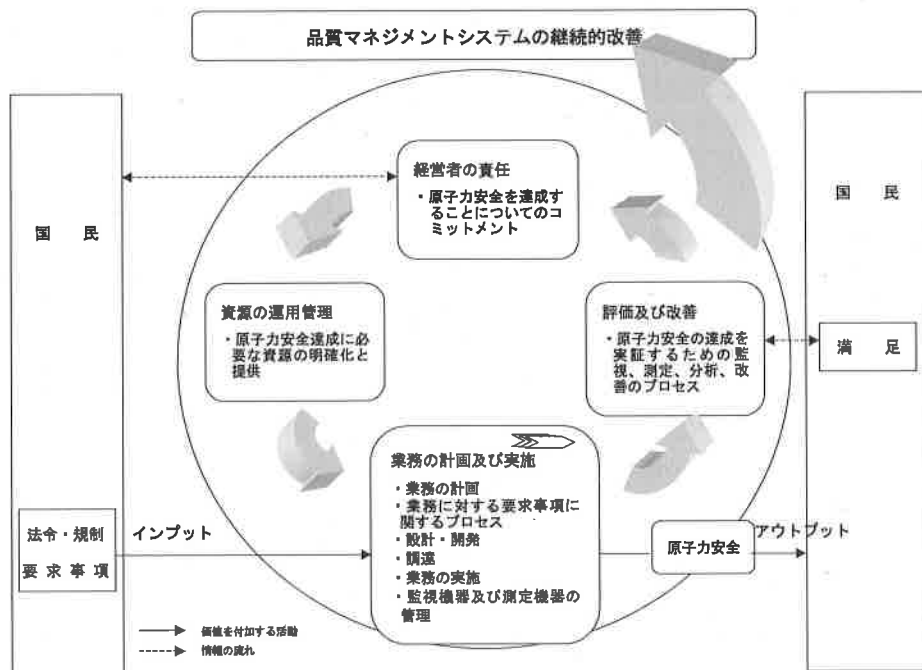 品質マネジメントシステムの継続的改善
国　民
法令・規制
要求事項
インプット
経営者の責任
・原子力安全を達成す
ることについてのコ
ミットメント
資源の運用管理
・原子力安全達成に必
要な資源の明確化と
提供
評価及び改善
・原子力安全の達成を
実証するための監
視、測定、分析、改
善のプロセス
業務の計画及び実施
・業務の計画
・業務に対する要求事項に
関するプロセス
・設計・開発
・調達
・業務の実施
・監視機器及び測定機器の
管理
原子力安全
アウトプット
国　民
満　足
価値を付加する活動
情報の流れ